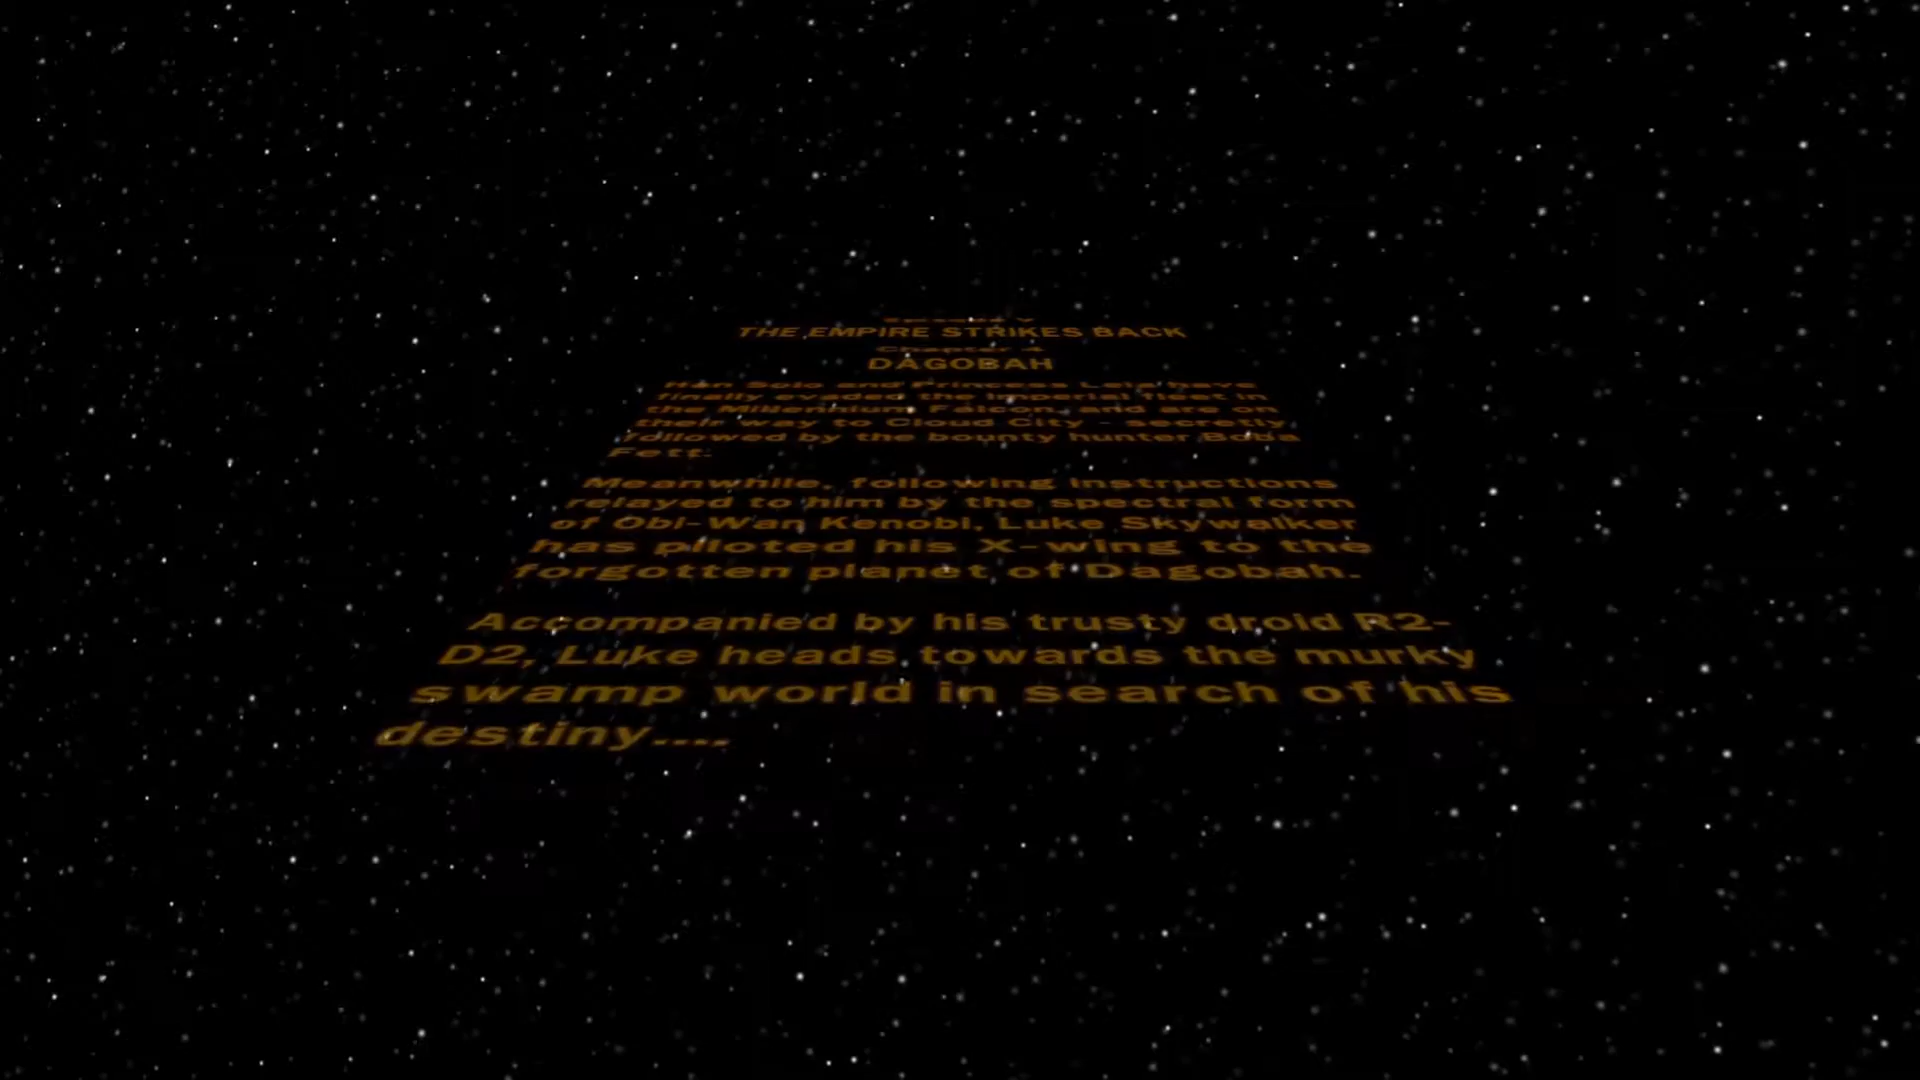 Episode V
THE EMPIRE STRIKES BACK
Chapter 4
DAGOBAH
Han Solo and Princess Leia have
finally evaded the Imperial fleet in
the Millennium Falcon, and are on
their way to Cloud City - secretly
followed by the bounty hunter Boba
Fett.
Meanwhile, following instructions
relayed to him by the spectral form
of Obi-Wan Kenobi, Luke Skywalker
has piloted his X-wing to the
forgotten planet of Dagobah.
Accompanied by his trusty droid R2-
D2, Luke heads towards the murky
swamp world in search of his
destiny....